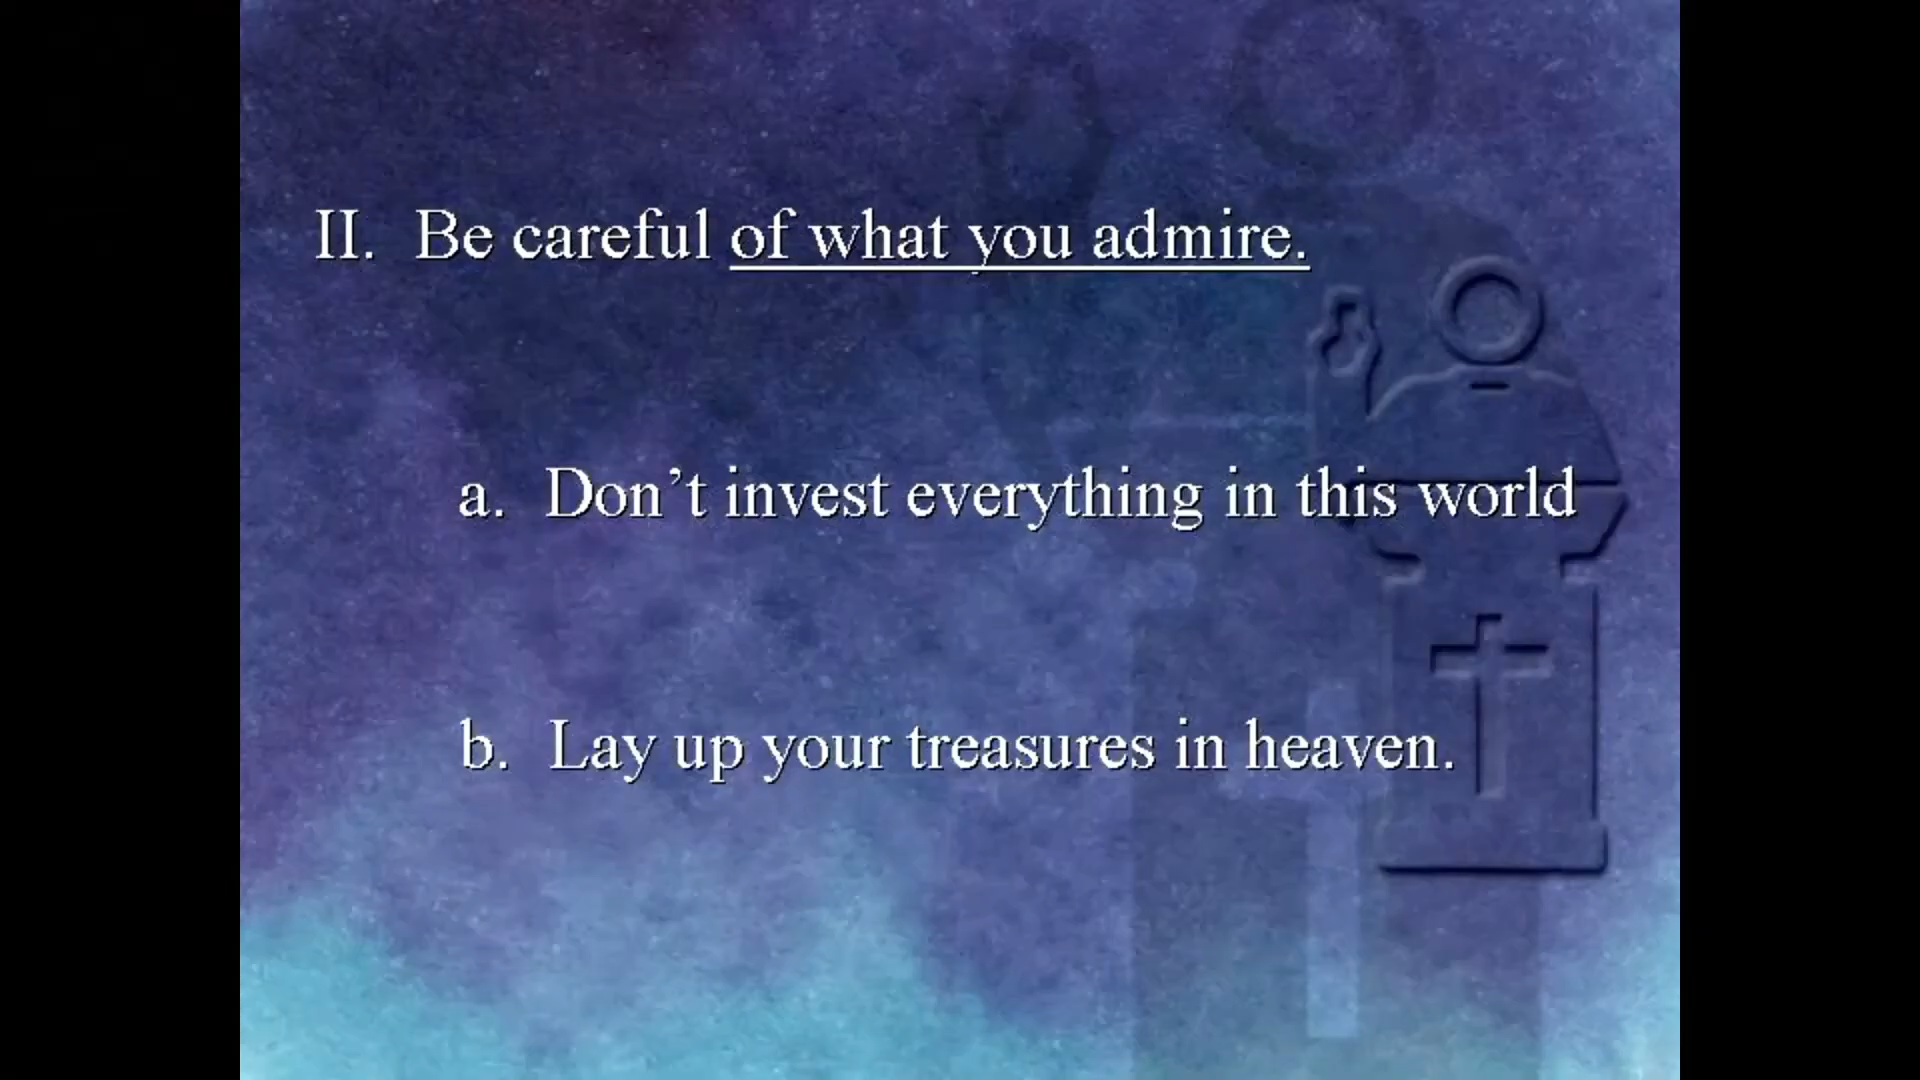 II. Be careful of what you admire.
a. Don’t invest everything in this world
b. Lay up your treasures in heaven.